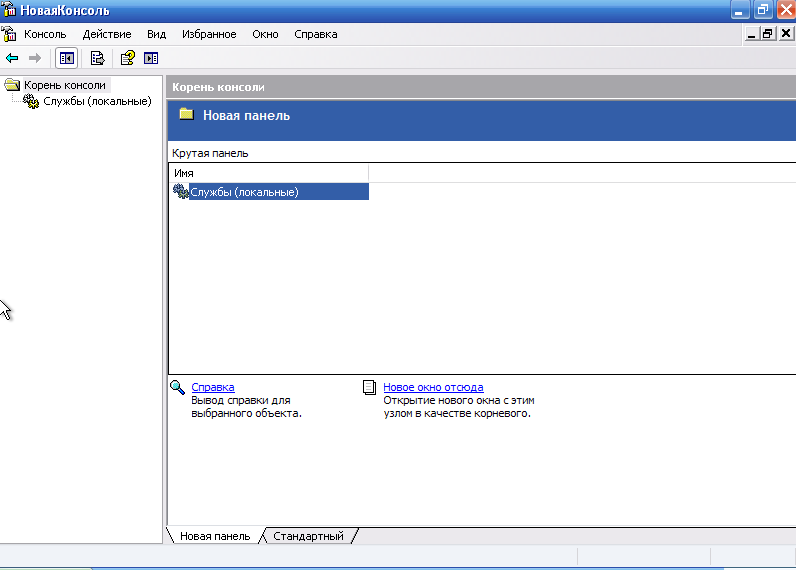 НоваяКонсоль
Консоль Действие Вид Избранное Окно Справка
Корень консоли
Службы (локальные)
Корень консоли
Новая панель
Крутая панель
Имя
Службы (локальные)
Справка
Вывод справки для
выбранного объекта.
Новое окно отсюда
Открытие нового окна с этим
узлом в качестве корневого.
Новая панель Стандартный